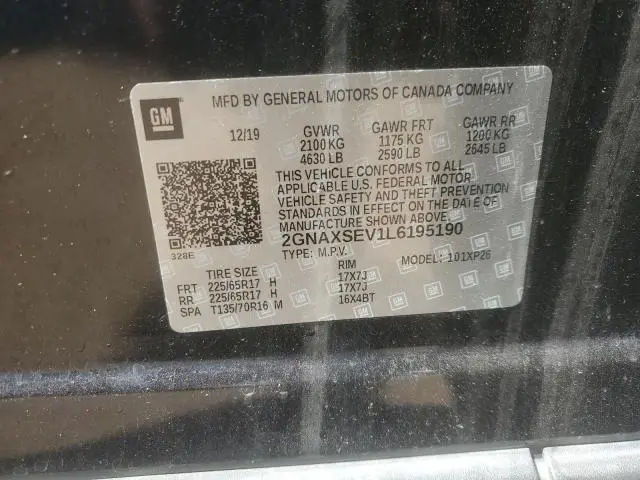 GM
MFD BY GENERAL MOTORS OF CANADA COMPANY
12/19 GVWR GAWR FRT GAWR RR
2100 KG 1175 KG 1200 KG
4630 LB 2590 LB 2645 LB
THIS VEHICLE CONFORMS TO ALL
APPLICABLE U.S. FEDERAL MOTOR
VEHICLE SAFETY AND THEFT PREVENTION
STANDARDS IN EFFECT ON THE DATE OF
MANUFACTURE SHOWN ABOVE.
2GNAXSEV1L6195190
328E TYPE: M.P.V. MODEL: 101XP26
TIRE SIZE RIM
FRT 225/65R17 H 17X7J
RR 225/65R17 H 17X7J
SPA T135/70R16 M 16X4BT